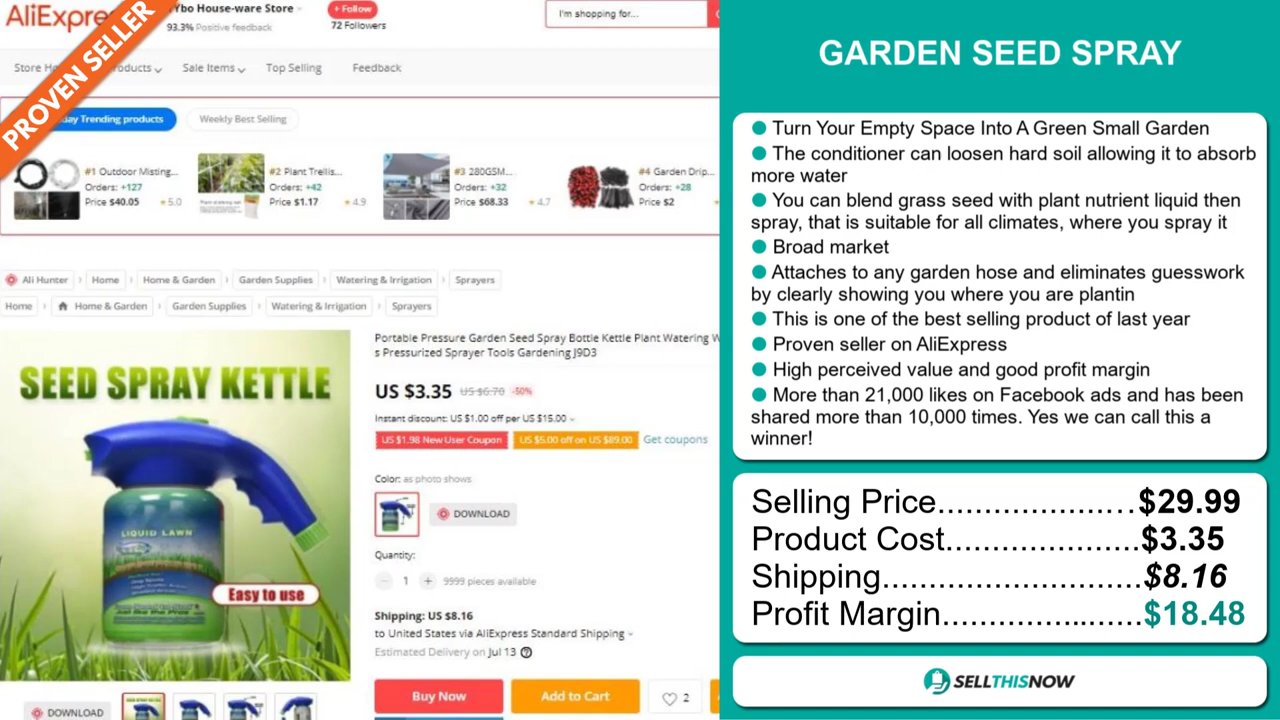 AliExpre
Ybo House-ware Store
93.3% Positive feedback
+ Follow
72 Followers
I'm shopping for...
PROVEN SELLER
Store Ho
oducts
Sale Items
Top Selling
Feedback
day Trending products
Weekly Best Selling
#1 Outdoor Misting...
Orders: +127
Price $40.05
5.0
#2 Plant Trellis...
Orders: +42
Price $1.17
4.9
#3 280GSM...
Orders: +32
Price $68.33
4.7
#4 Garden Drip...
Orders: +28
Price $2
Ali Hunter
Home
Home & Garden
Garden Supplies
Watering & Irrigation
Sprayers
Home
Home & Garden
Garden Supplies
Watering & Irrigation
Sprayers
SEED SPRAY KETTLE
LIQUID LAWN
Easy to use
DOWNLOAD
Portable Pressure Garden Seed Spray Bottle Kettle Plant Watering W
s Pressurized Sprayer Tools Gardening J9D3
US $3.35 US $6.70 -50%
Instant discount: US $1.00 off per US $15.00
US $1.98 New User Coupon
US $5.00 off on US $89.00
Get coupons
Color: as photo shows
DOWNLOAD
Quantity:
− 1 + 9999 pieces available
Shipping: US $8.16
to United States via AliExpress Standard Shipping
Estimated Delivery on Jul 13
Buy Now
Add to Cart
2
GARDEN SEED SPRAY
● Turn Your Empty Space Into A Green Small Garden
● The conditioner can loosen hard soil allowing it to absorb
more water
● You can blend grass seed with plant nutrient liquid then
spray, that is suitable for all climates, where you spray it
● Broad market
● Attaches to any garden hose and eliminates guesswork
by clearly showing you where you are plantin
● This is one of the best selling product of last year
● Proven seller on AliExpress
● High perceived value and good profit margin
● More than 21,000 likes on Facebook ads and has been
shared more than 10,000 times. Yes we can call this a
winner!
Selling Price.....................$29.99
Product Cost.....................$3.35
Shipping............................$8.16
Profit Margin......................$18.48
SELLTHISNOW